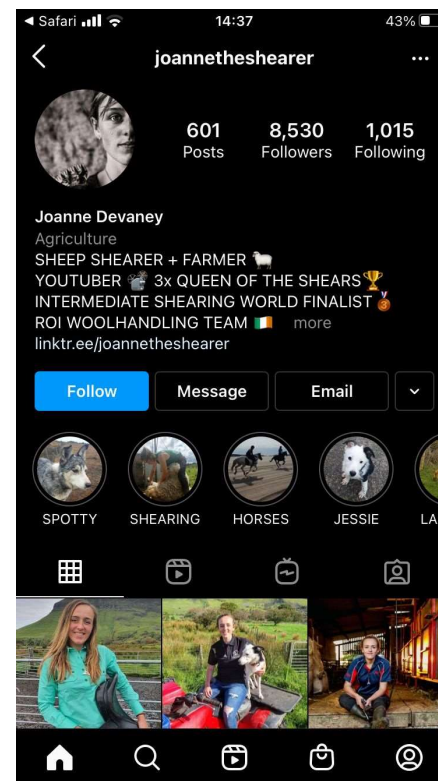 Safari 14:37 43%
joannetheshearer
601 8,530 1,015
Posts Followers Following
Joanne Devaney
Agriculture
SHEEP SHEARER + FARMER 🐑
YOUTUBER 📽️ 3x QUEEN OF THE SHEARS🏆
INTERMEDIATE SHEARING WORLD FINALIST🥉
ROI WOOLHANDLING TEAM 🇮🇪 more
linktr.ee/joannetheshearer
Follow Message Email
SPOTTY SHEARING HORSES JESSIE LA